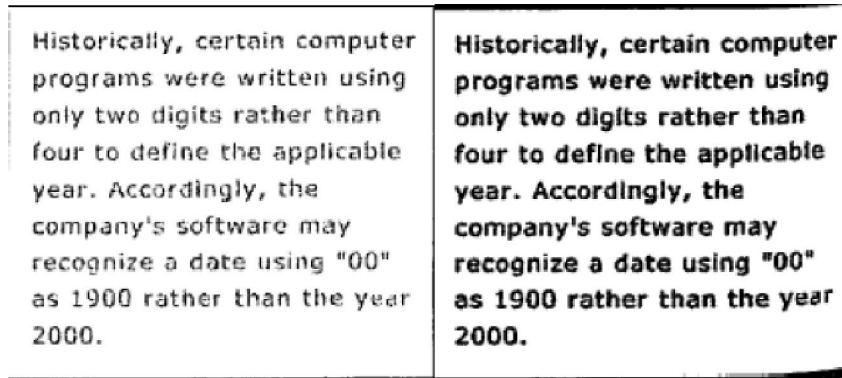 Historically, certain computer
programs were written using
only two digits rather than
four to define the applicable
year. Accordingly, the
company's software may
recognize a date using "00"
as 1900 rather than the year
2000.
Historically, certain computer
programs were written using
only two digits rather than
four to define the applicable
year. Accordingly, the
company's software may
recognize a date using "00"
as 1900 rather than the year
2000.